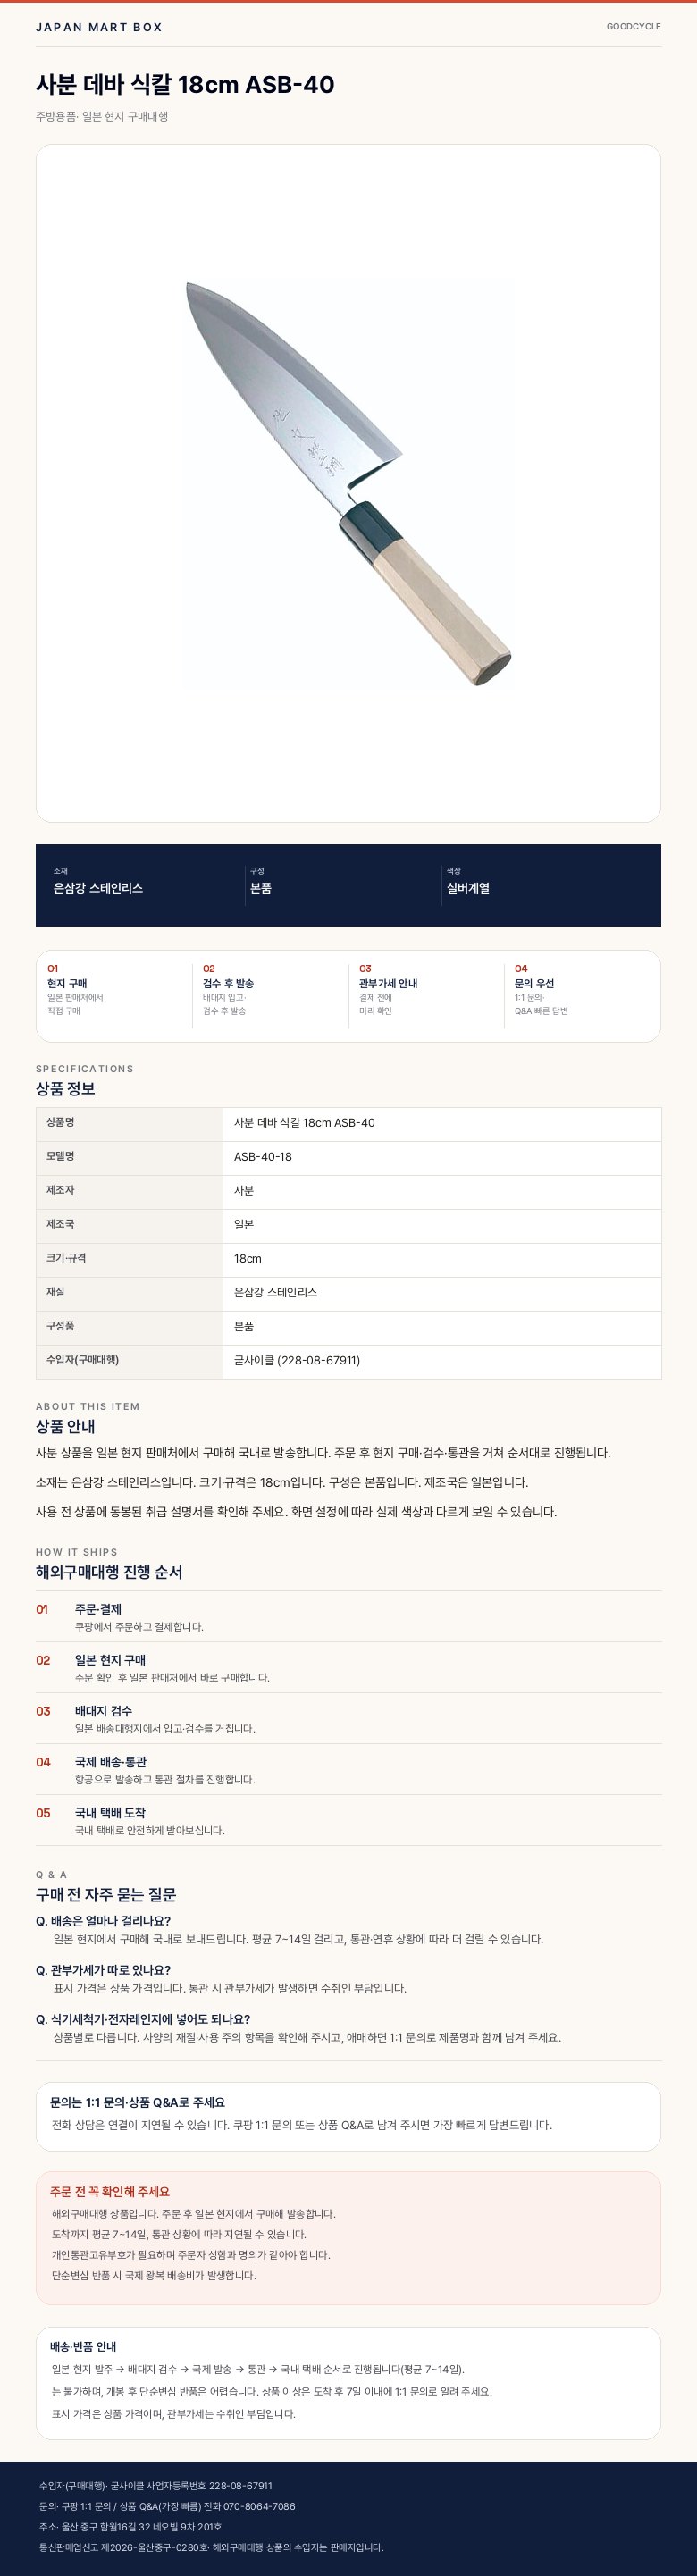 JAPAN MART BOX
GOODCYCLE
사분 데바 식칼 18cm ASB-40
주방용품· 일본 현지 구매대행
소재
은삼강 스테인리스
구성
본품
색상
실버계열
01
현지 구매
일본 판매처에서
직접 구매
02
검수 후 발송
배대지 입고·
검수 후 발송
03
관부가세 안내
결제 전에
미리 확인
04
문의 우선
1:1 문의·
Q&A 빠른 답변
SPECIFICATIONS
상품 정보
상품명 사분 데바 식칼 18cm ASB-40
모델명 ASB-40-18
제조자 사분
제조국 일본
크기·규격 18cm
재질 은삼강 스테인리스
구성품 본품
수입자(구매대행) 굳사이클 (228-08-67911)
ABOUT THIS ITEM
상품 안내
사분 상품을 일본 현지 판매처에서 구매해 국내로 발송합니다. 주문 후 현지 구매·검수·통관을 거쳐 순서대로 진행됩니다.
소재는 은삼강 스테인리스입니다. 크기·규격은 18cm입니다. 구성은 본품입니다. 제조국은 일본입니다.
사용 전 상품에 동봉된 취급 설명서를 확인해 주세요. 화면 설정에 따라 실제 색상과 다르게 보일 수 있습니다.
HOW IT SHIPS
해외구매대행 진행 순서
01 주문·결제
쿠팡에서 주문하고 결제합니다.
02 일본 현지 구매
주문 확인 후 일본 판매처에서 바로 구매합니다.
03 배대지 검수
일본 배송대행지에서 입고·검수를 거칩니다.
04 국제 배송·통관
항공으로 발송하고 통관 절차를 진행합니다.
05 국내 택배 도착
국내 택배로 안전하게 받아보십니다.
Q & A
구매 전 자주 묻는 질문
Q. 배송은 얼마나 걸리나요?
일본 현지에서 구매해 국내로 보내드립니다. 평균 7~14일 걸리고, 통관·연휴 상황에 따라 더 걸릴 수 있습니다.
Q. 관부가세가 따로 있나요?
표시 가격은 상품 가격입니다. 통관 시 관부가세가 발생하면 수취인 부담입니다.
Q. 식기세척기·전자레인지에 넣어도 되나요?
상품별로 다릅니다. 사양의 재질·사용 주의 항목을 확인해 주시고, 애매하면 1:1 문의로 제품명과 함께 남겨 주세요.
문의는 1:1 문의·상품 Q&A로 주세요
전화 상담은 연결이 지연될 수 있습니다. 쿠팡 1:1 문의 또는 상품 Q&A로 남겨 주시면 가장 빠르게 답변드립니다.
주문 전 꼭 확인해 주세요
해외구매대행 상품입니다. 주문 후 일본 현지에서 구매해 발송합니다.
도착까지 평균 7~14일, 통관 상황에 따라 지연될 수 있습니다.
개인통관고유부호가 필요하며 주문자 성함과 명의가 같아야 합니다.
단순변심 반품 시 국제 왕복 배송비가 발생합니다.
배송·반품 안내
일본 현지 발주 → 배대지 검수 → 국제 발송 → 통관 → 국내 택배 순서로 진행됩니다(평균 7~14일).
는 불가하며, 개봉 후 단순변심 반품은 어렵습니다. 상품 이상은 도착 후 7일 이내에 1:1 문의로 알려 주세요.
표시 가격은 상품 가격이며, 관부가세는 수취인 부담입니다.
수입자(구매대행)· 굳사이클 사업자등록번호 228-08-67911
문의· 쿠팡 1:1 문의 / 상품 Q&A(가장 빠름) 전화 070-8064-7086
주소· 울산 중구 함월16길 32 네오빌 9차 201호
통신판매업신고 제2026-울산중구-0280호· 해외구매대행 상품의 수입자는 판매자입니다.